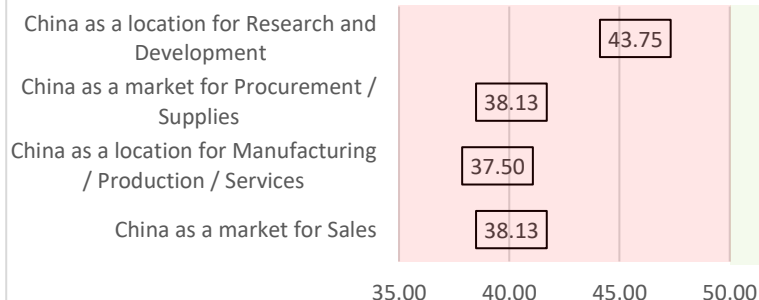 China as a location for Research and
Development
43.75
China as a market for Procurement /
Supplies
38.13
China as a location for Manufacturing
/ Production / Services
37.50
China as a market for Sales
38.13
35.00 40.00 45.00 50.00